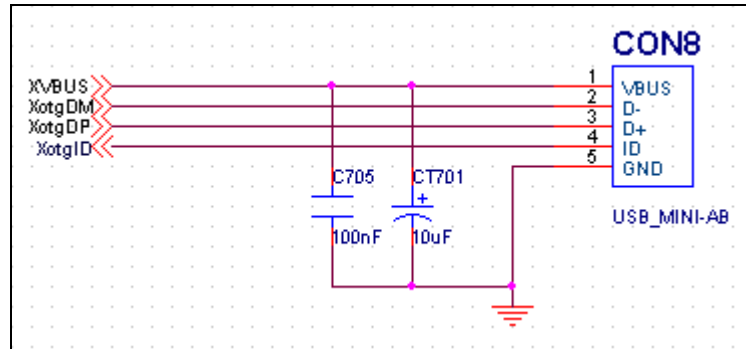 CON8
XVBUS
XotgDM
XotgDP
XotgID
1 VBUS
2 D-
3 D+
4 ID
5 GND
C705
100nF
CT701
+
10uF
USB_MINI-AB